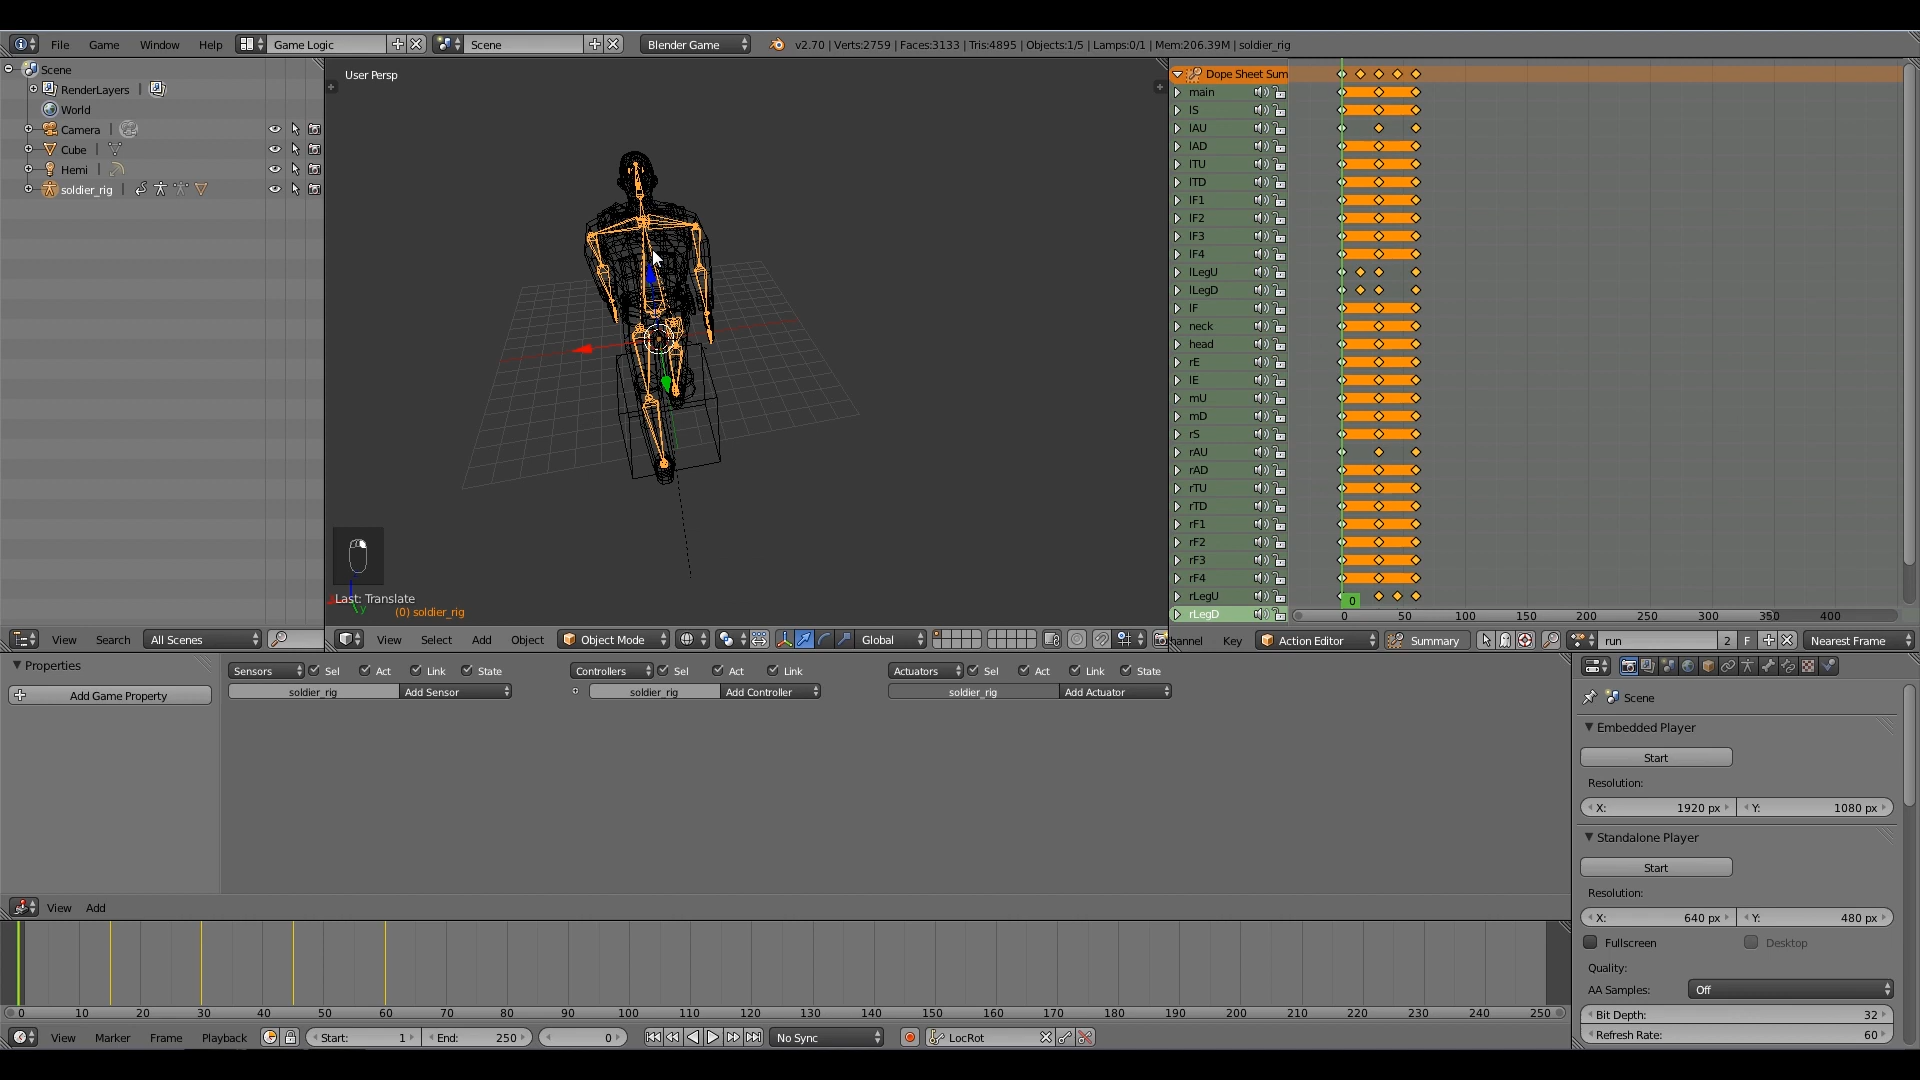 File Game Window Help Game Logic Scene Blender Game v2.70 | Verts:2759 | Faces:3133 | Tris:4895 | Objects:1/5 | Lamps:0/1 | Mem:206.39M | soldier_rig
Scene
RenderLayers
World
Camera
Cube
Hemi
soldier_rig
View Search All Scenes
User Persp
Last: Translate
(0) soldier_rig
View Select Add Object Object Mode Global
Dope Sheet Sum
main
lS
lAU
lAD
lTU
lTD
lF1
lF2
lF3
lF4
lLegU
lLegD
lF
neck
head
rE
lE
mU
mD
rS
rAU
rAD
rTU
rTD
rF1
rF2
rF3
rF4
rLegU
rLegD
0
0 50 100 150 200 250 300 350 400
Key Action Editor Summary run 2 F Nearest Frame
Properties
Add Game Property
Sensors Sel Act Link State
soldier_rig Add Sensor
Controllers Sel Act Link
soldier_rig Add Controller
Actuators Sel Act Link State
soldier_rig Add Actuator
View Add
Scene
Embedded Player
Start
Resolution:
X: 1920 px Y: 1080 px
Standalone Player
Start
Resolution:
X: 640 px Y: 480 px
Fullscreen Desktop
Quality:
AA Samples: Off
Bit Depth: 32
Refresh Rate: 60
0 10 20 30 40 50 60 70 80 90 100 110 120 130 140 150 160 170 180 190 200 210 220 230 240 250
View Marker Frame Playback Start: 1 End: 250 0 No Sync LocRot